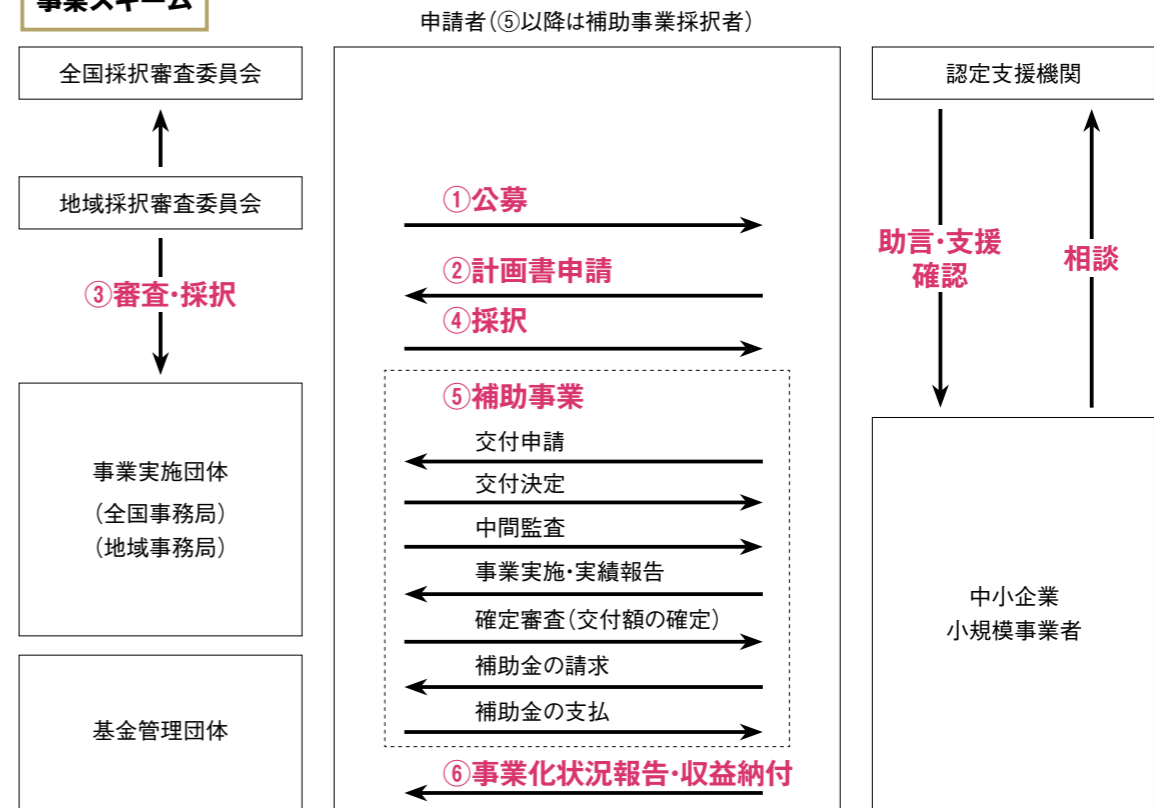 事業スキーム
申請者(⑤以降は補助事業採択者)
全国採択審査委員会
地域採択審査委員会
③審査・採択
事業実施団体
(全国事務局)
(地域事務局)
基金管理団体
①公募
②計画書申請
④採択
⑤補助事業
交付申請
交付決定
中間監査
事業実施・実績報告
確定審査(交付額の確定)
補助金の請求
補助金の支払
⑥事業化状況報告・収益納付
認定支援機関
助言・支援
確認
相談
中小企業
小規模事業者